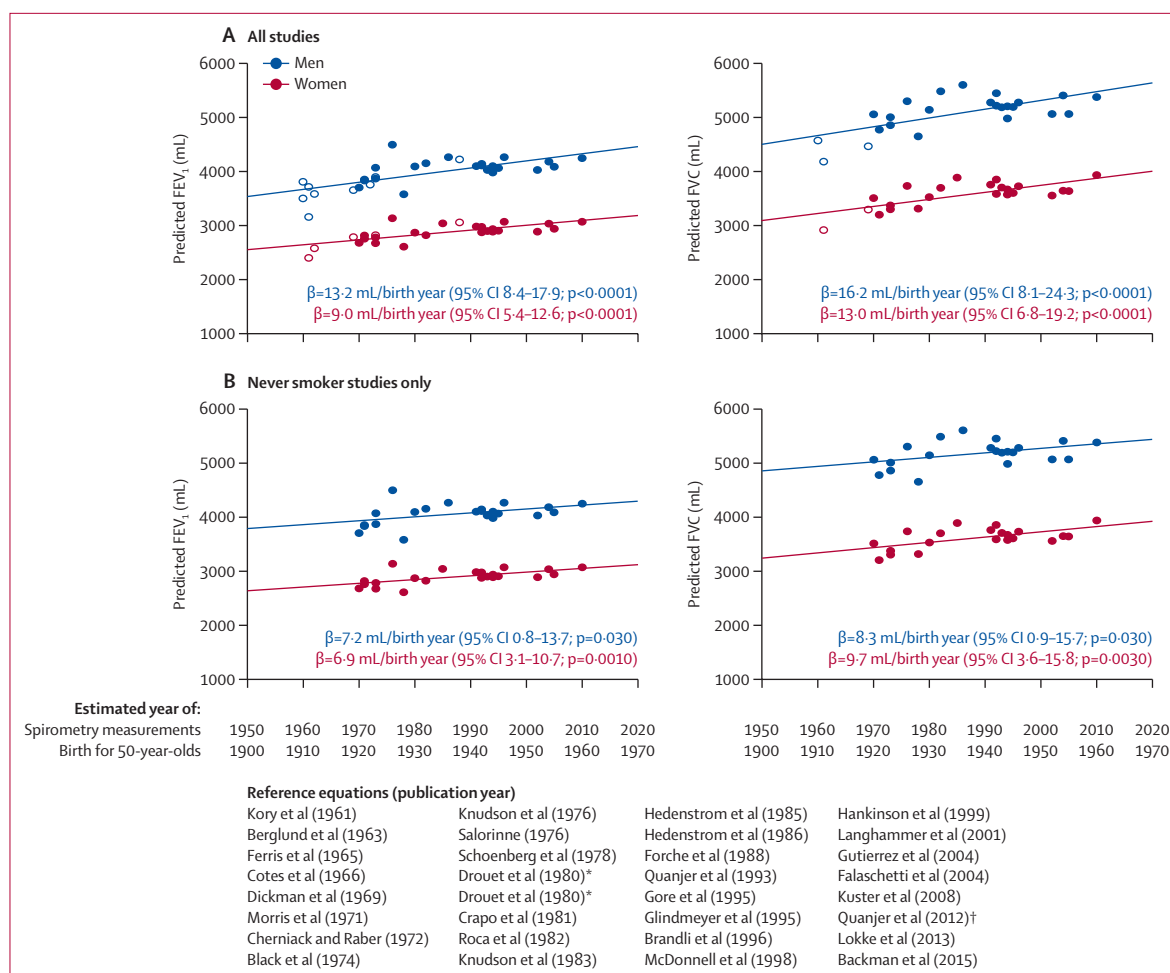 A All studies
Men
Women
6000
5000
4000
3000
2000
1000
Predicted FEV₁ (mL)
β=13·2 mL/birth year (95% CI 8·4–17·9; p<0·0001)
β=9·0 mL/birth year (95% CI 5·4–12·6; p<0·0001)
6000
5000
4000
3000
2000
1000
Predicted FVC (mL)
β=16·2 mL/birth year (95% CI 8·1–24·3; p<0·0001)
β=13·0 mL/birth year (95% CI 6·8–19·2; p<0·0001)
B Never smoker studies only
6000
5000
4000
3000
2000
1000
Predicted FEV₁ (mL)
β=7·2 mL/birth year (95% CI 0·8–13·7; p=0·030)
β=6·9 mL/birth year (95% CI 3·1–10·7; p=0·0010)
6000
5000
4000
3000
2000
1000
Predicted FVC (mL)
β=8·3 mL/birth year (95% CI 0·9–15·7; p=0·030)
β=9·7 mL/birth year (95% CI 3·6–15·8; p=0·0030)
Estimated year of:
Spirometry measurements 1950 1960 1970 1980 1990 2000 2010 2020 1950 1960 1970 1980 1990 2000 2010 2020
Birth for 50-year-olds 1900 1910 1920 1930 1940 1950 1960 1970 1900 1910 1920 1930 1940 1950 1960 1970
Reference equations (publication year)
Kory et al (1961) Knudson et al (1976) Hedenstrom et al (1985) Hankinson et al (1999)
Berglund et al (1963) Salorinne (1976) Hedenstrom et al (1986) Langhammer et al (2001)
Ferris et al (1965) Schoenberg et al (1978) Forche et al (1988) Gutierrez et al (2004)
Cotes et al (1966) Drouet et al (1980)* Quanjer et al (1993) Falaschetti et al (2004)
Dickman et al (1969) Drouet et al (1980)* Gore et al (1995) Kuster et al (2008)
Morris et al (1971) Crapo et al (1981) Glindmeyer et al (1995) Quanjer et al (2012)†
Cherniack and Raber (1972) Roca et al (1982) Brandli et al (1996) Lokke et al (2013)
Black et al (1974) Knudson et al (1983) McDonnell et al (1998) Backman et al (2015)